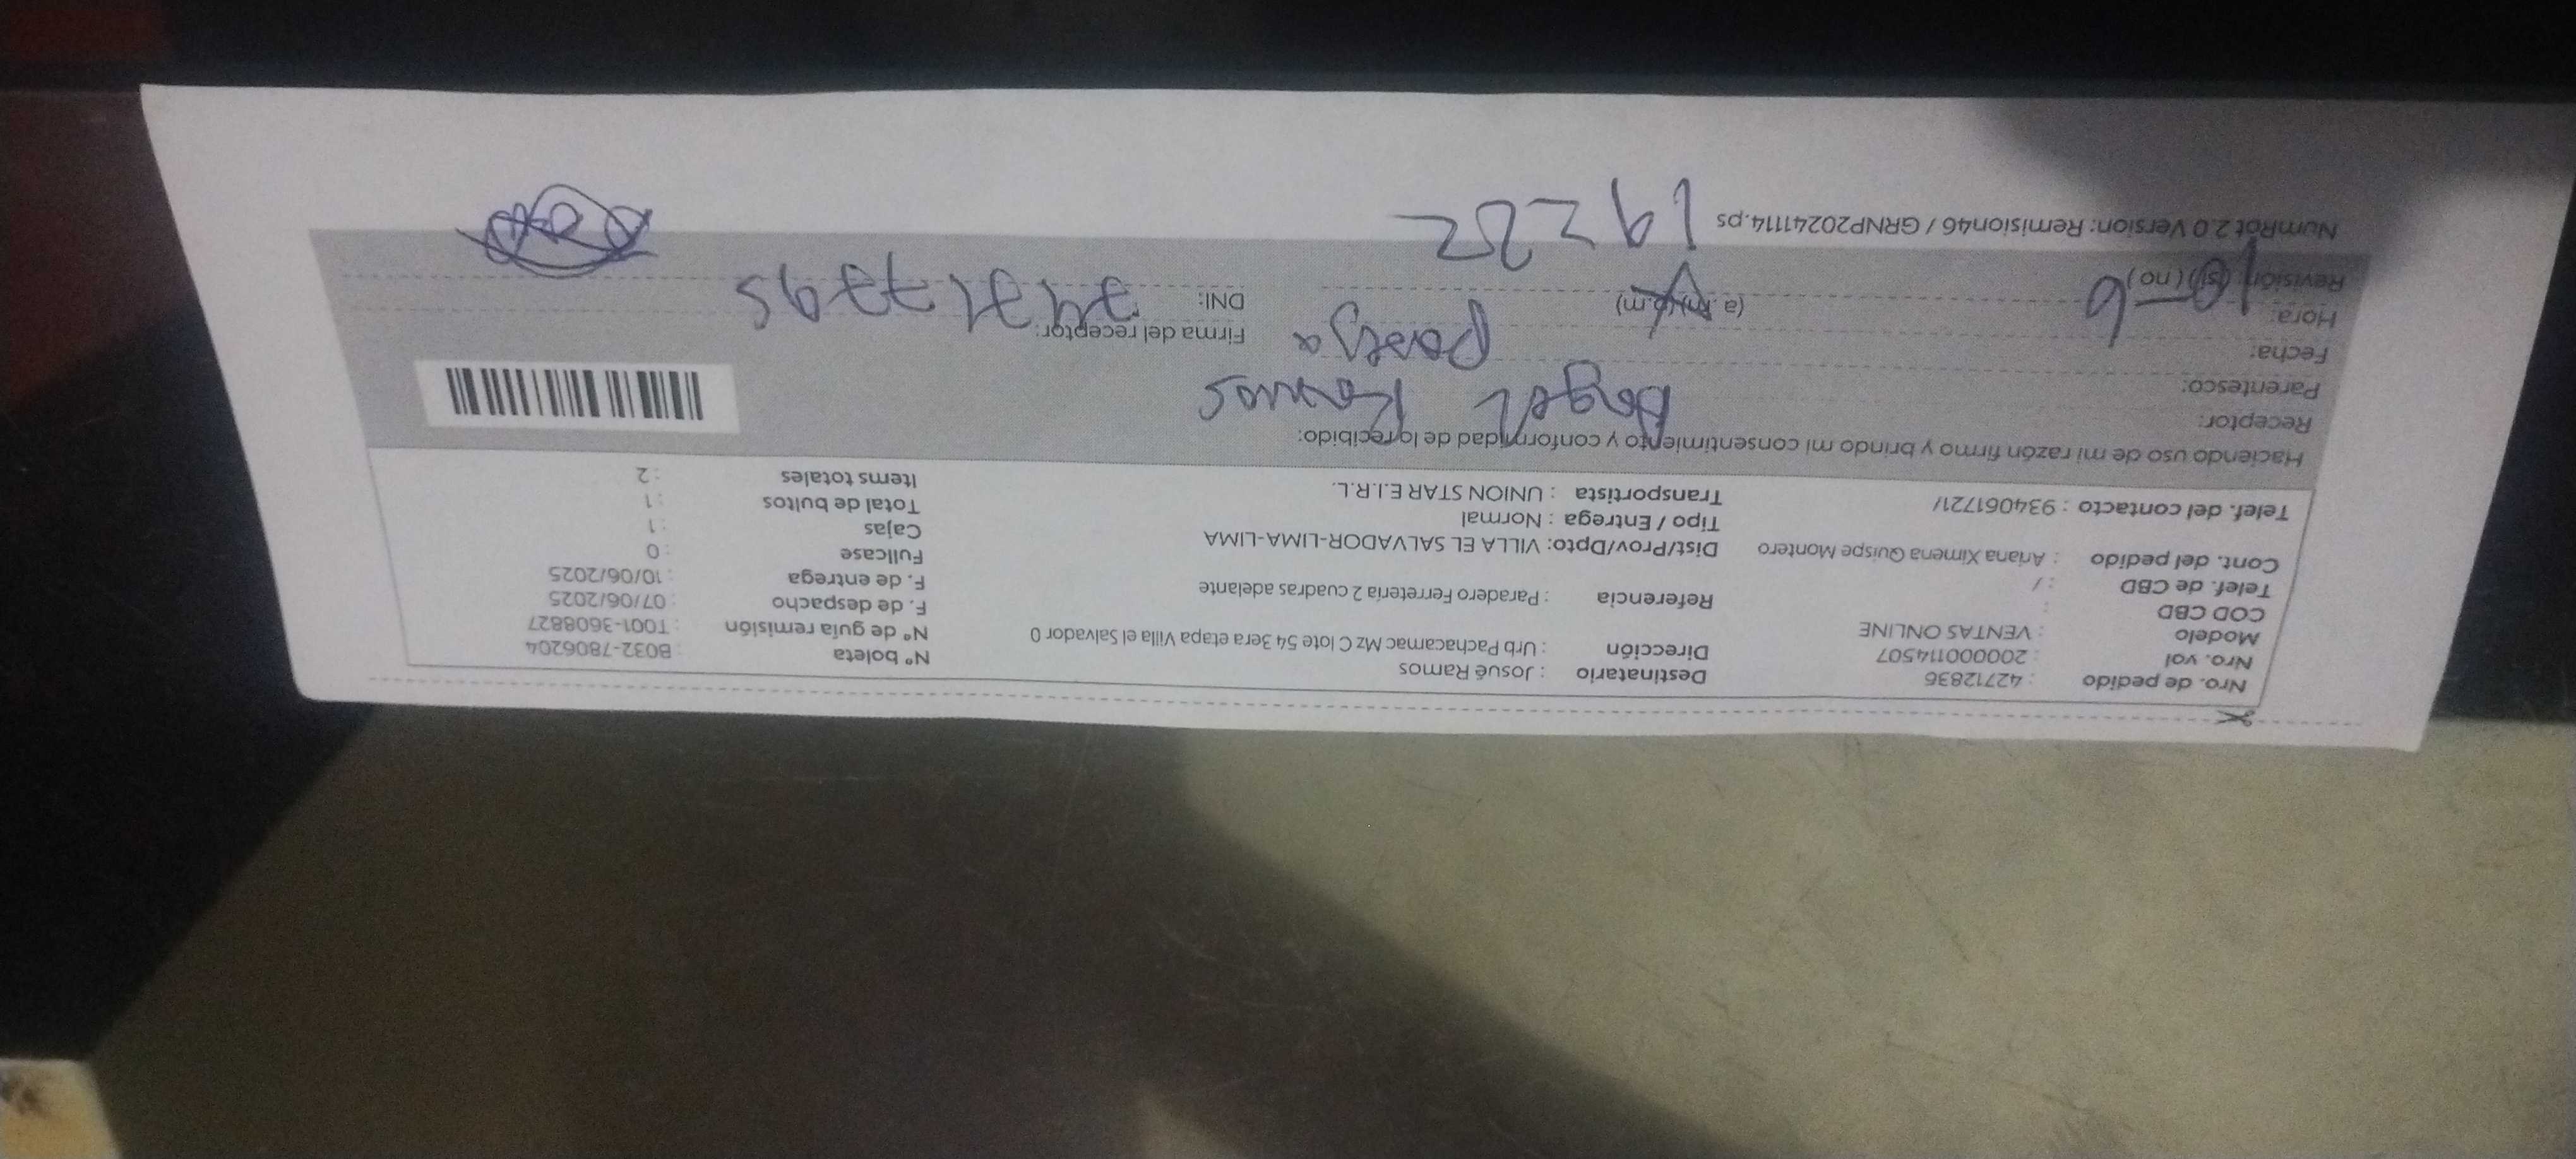 Nro. de pedido : 42712836
Nro. vol : 200000114507
Modelo : VENTAS ONLINE
COD CBD :
Telef. de CBD : /
Cont. del pedido : Ariana Ximena Quispe Montero
Telef. del contacto : 934061721/
Destinatario : Josué Ramos
Dirección : Urb Pachacamac Mz C lote 54 3era etapa Villa el Salvador 0
Referencia : Paradero Ferretería 2 cuadras adelante
Dist/Prov/Dpto: VILLA EL SALVADOR-LIMA-LIMA
Tipo / Entrega : Normal
Transportista : UNION STAR E.I.R.L.
N° boleta : B032-7806204
N° de guía remisión : T001-3608827
F. de despacho : 07/06/2025
F. de entrega : 10/06/2025
Fullcase : 0
Cajas : 1
Total de bultos : 1
Items totales : 2
Haciendo uso de mi razón firmo y brindo mi consentimiento y conformidad de lo recibido:
Receptor: Angel Ramos
Parentesco: Pareja
Fecha: 10-6
Hora: (a.m)(p.m)
Revisión: (si) (no)
Firma del receptor:
DNI:
NumRot 2.0 Version: Remision46 / GRNP20241114.ps